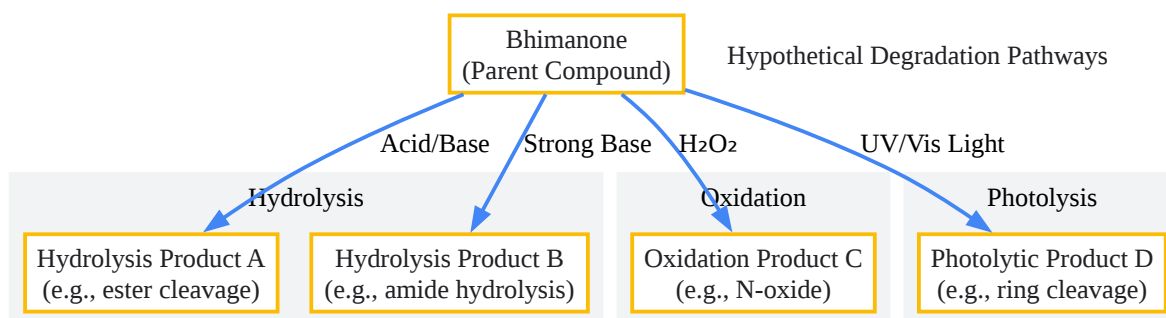 Bhimanone
(Parent Compound)
Hypothetical Degradation Pathways
Acid/Base
Strong Base
H₂O₂
UV/Vis Light
Hydrolysis
Oxidation
Photolysis
Hydrolysis Product A
(e.g., ester cleavage)
Hydrolysis Product B
(e.g., amide hydrolysis)
Oxidation Product C
(e.g., N-oxide)
Photolytic Product D
(e.g., ring cleavage)